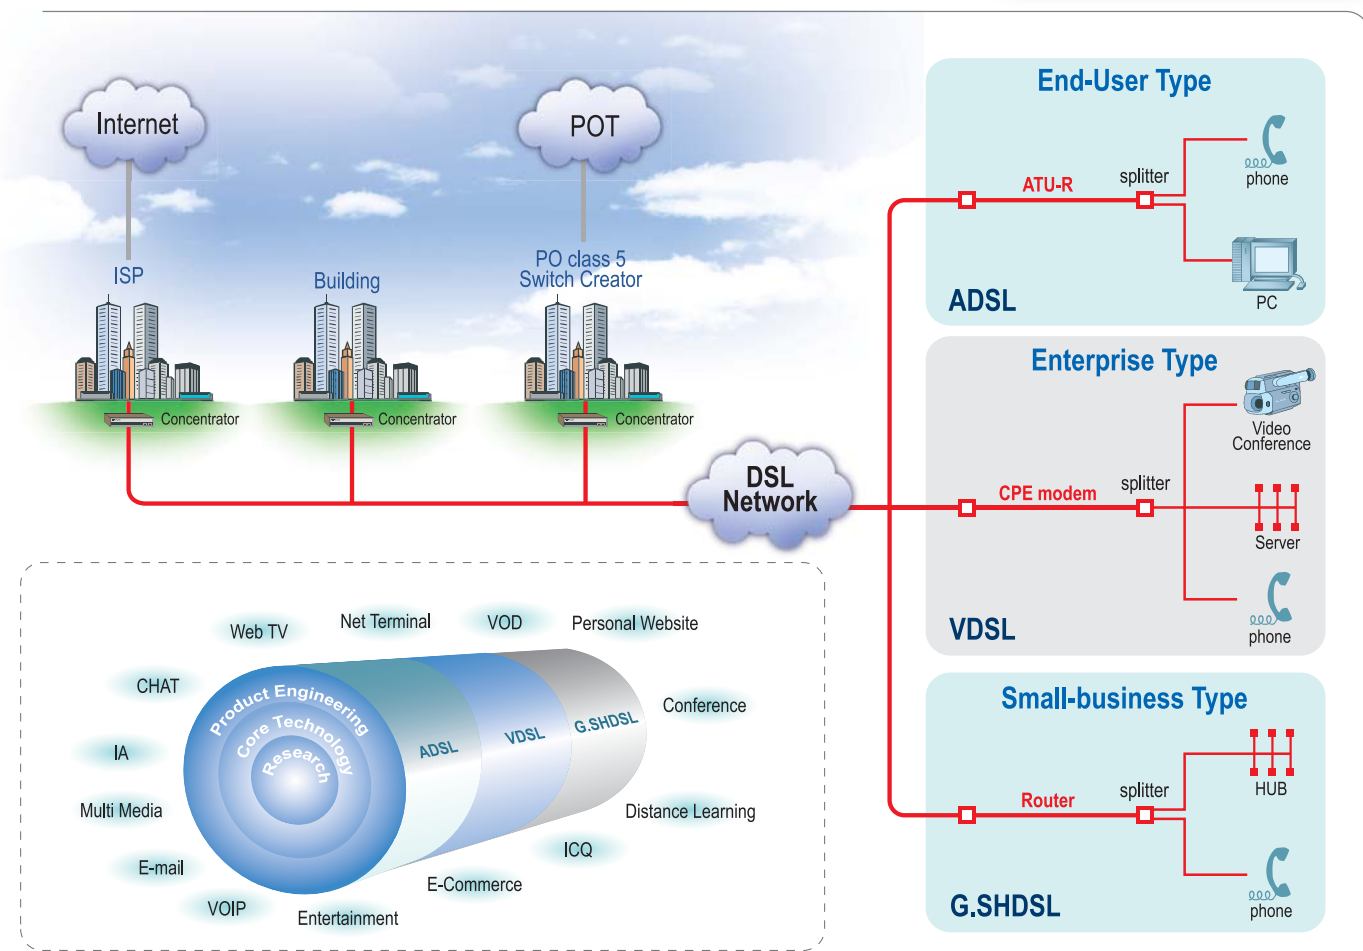 Internet
POT
ISP
Building
PO class 5
Switch Creator
Concentrator
Concentrator
Concentrator
DSL
Network
End-User Type
ATU-R
splitter
phone
PC
ADSL
Enterprise Type
CPE modem
splitter
Video
Conference
Server
phone
VDSL
Small-business Type
Router
splitter
HUB
phone
G.SHDSL
Web TV
Net Terminal
VOD
Personal Website
CHAT
Conference
IA
Multi Media
Distance Learning
E-mail
ICQ
E-Commerce
VOIP
Entertainment
Product Engineering
Core Technology
Research
ADSL
VDSL
G.SHDSL